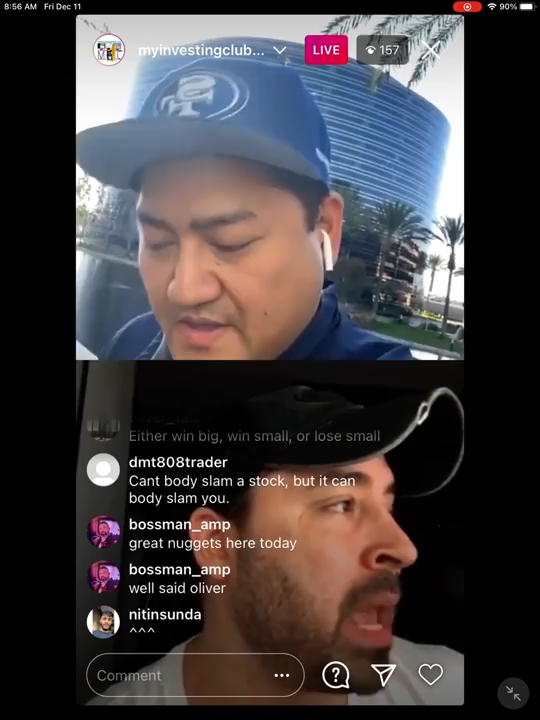 8:56 AM Fri Dec 11
90%
myinvestingclub...
LIVE
157
Either win big, win small, or lose small
dmt808trader
Cant body slam a stock, but it can
body slam you.
bossman_amp
great nuggets here today
bossman_amp
well said oliver
nitinsunda
^^^
Comment